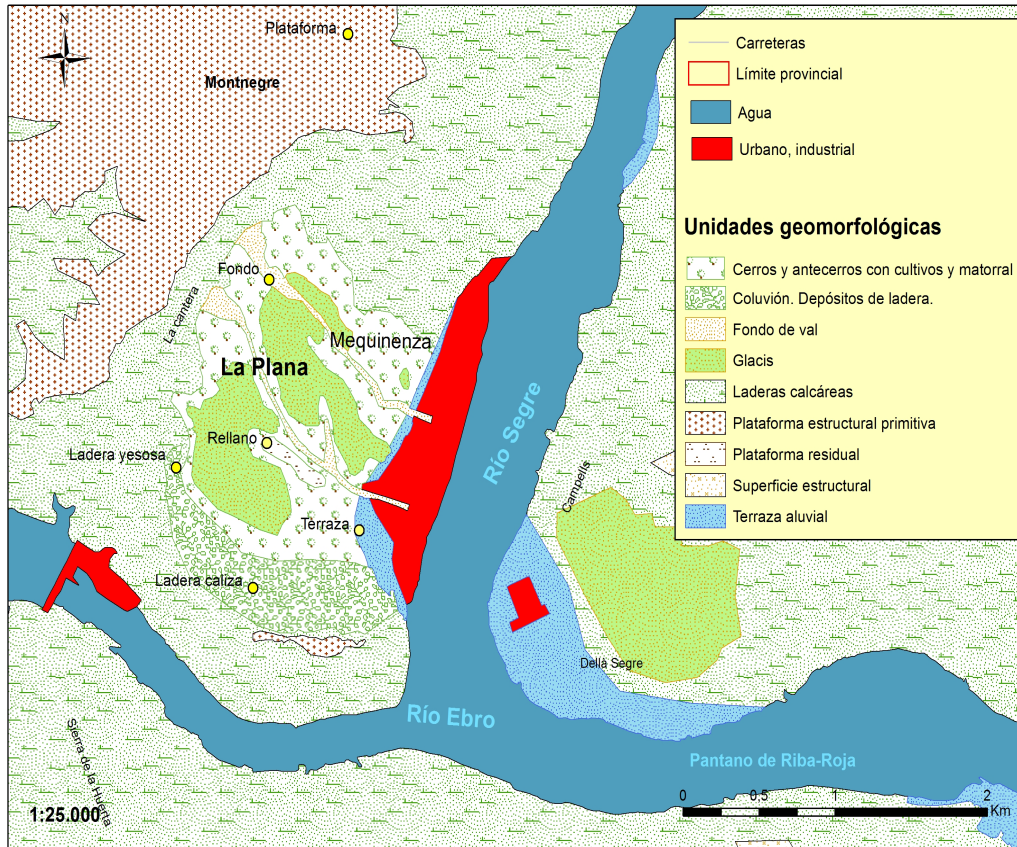 N
Plataforma
Montnegre
Fondo
La cantera
Mequinenza
La Plana
Rellano
Ladera yesosa
Terraza
Ladera caliza
Río Segre
Campells
Dellà Segre
Río Ebro
Pantano de Riba-Roja
Sierra de la Huerta
1:25.000
0 0,5 1 2
Km
Carreteras
Límite provincial
Agua
Urbano, industrial
Unidades geomorfológicas
Cerros y antecerros con cultivos y matorral
Coluvión. Depósitos de ladera.
Fondo de val
Glacis
Laderas calcáreas
Plataforma estructural primitiva
Plataforma residual
Superficie estructural
Terraza aluvial